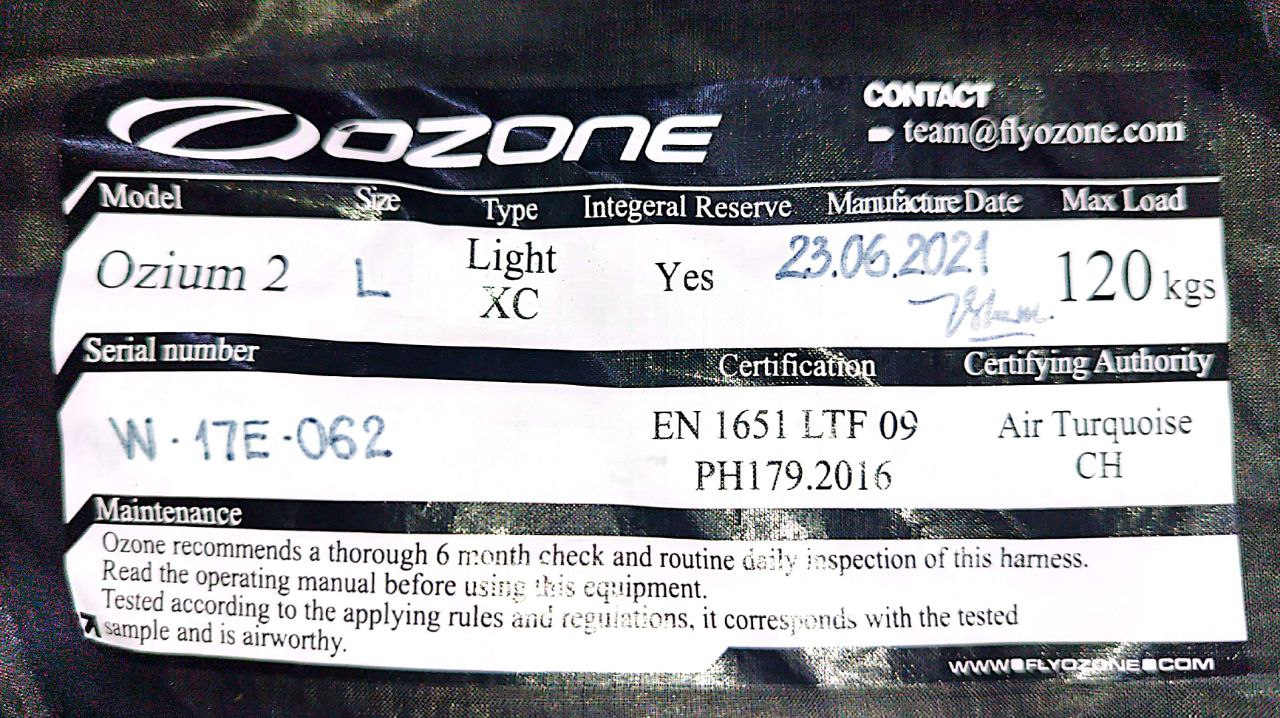 OZONE
CONTACT
team@flyozone.com
Model Size Type Integeral Reserve Manufacture Date Max Load
Ozium 2 L Light XC Yes 23.06.2021 120 kgs
Serial number Certification Certifying Authority
W·17E·062 EN 1651 LTF 09 Air Turquoise
PH179.2016 CH
Maintenance
Ozone recommends a thorough 6 month check and routine daily inspection of this harness.
Read the operating manual before using this equipment.
Tested according to the applying rules and regulations, it corresponds with the tested
sample and is airworthy.
WWW.FLYOZONE.COM